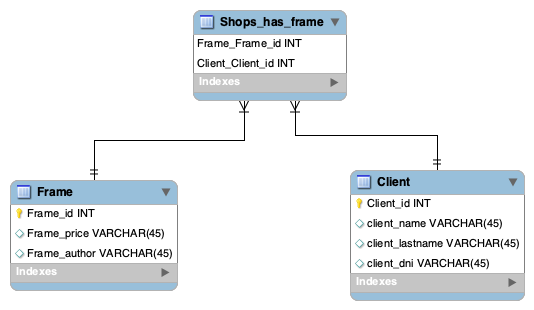 Shops_has_frame
Frame_Frame_id INT
Client_Client_id INT
Indexes
Frame
Frame_id INT
Frame_price VARCHAR(45)
Frame_author VARCHAR(45)
Indexes
Client
Client_id INT
client_name VARCHAR(45)
client_lastname VARCHAR(45)
client_dni VARCHAR(45)
Indexes